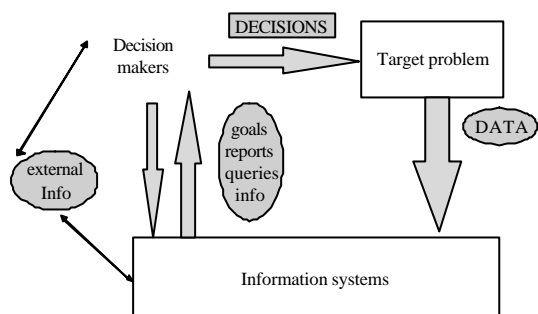 DECISIONS
Decision
makers
Target problem
goals
reports
queries
info
DATA
external
Info
Information systems